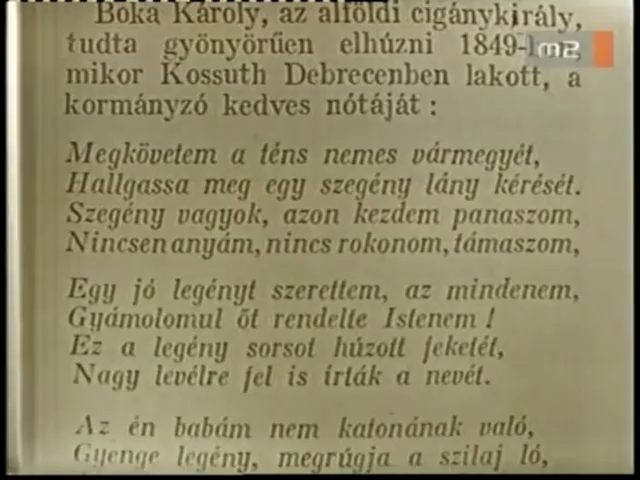 Boka Károly, az alföldi cigánykirály,
tudta gyönyörűen elhúzni 1849-
m2
mikor Kossuth Debrecenben lakott, a
kormányzó kedves nótáját :
Megkövetem a téns nemes vármegyét,
Hallgassa meg egy szegény lány kérését.
Szegény vagyok, azon kezdem panaszom,
Nincsen anyám, nincs rokonom, támaszom,
Egy jó legényt szerettem, az mindenem,
Gyámolomul őt rendelte Istenem !
Ez a legény sorsot húzott feketét,
Nagy levélre fel is írták a nevét.
Az én babám nem katonának való,
Gyenge legény, megrúgja a szilaj ló,